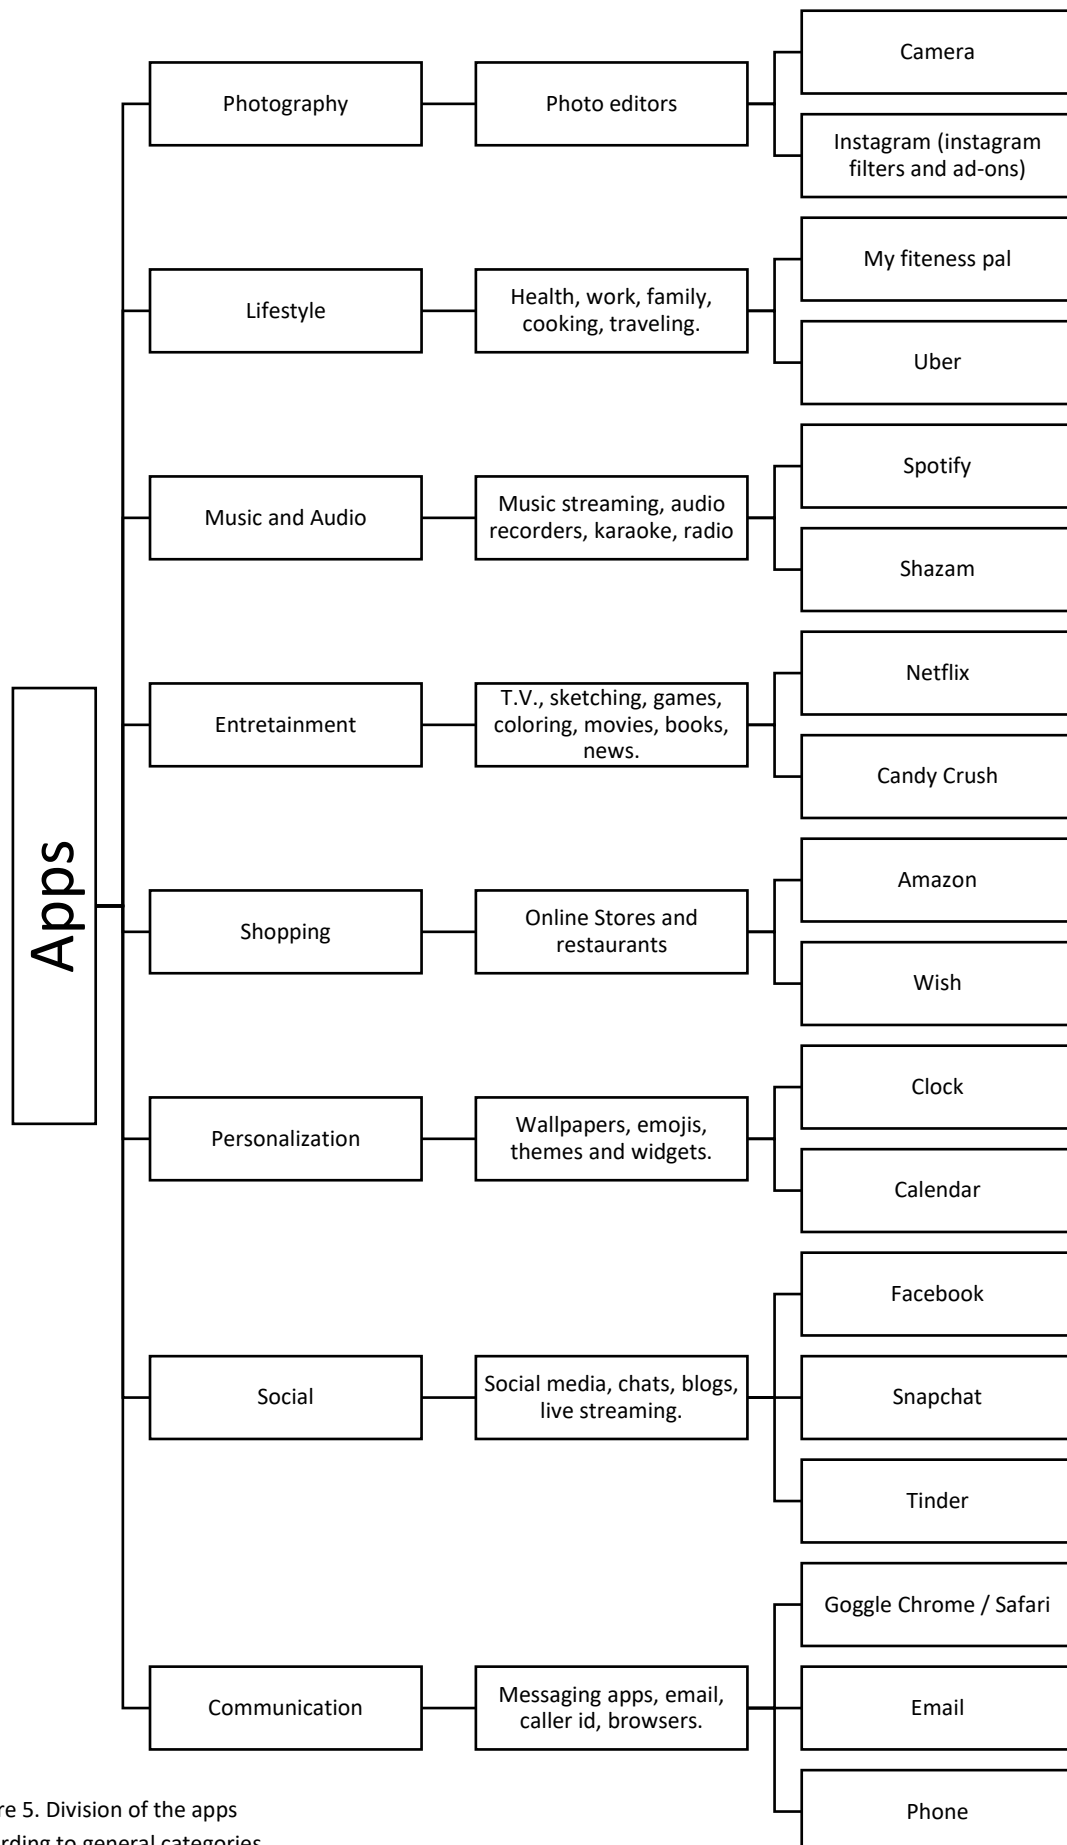 Apps
Photography
Photo editors
Camera
Instagram (instagram
filters and ad-ons)
Lifestyle
Health, work, family,
cooking, traveling.
My fiteness pal
Uber
Music and Audio
Music streaming, audio
recorders, karaoke, radio
Spotify
Shazam
Entretainment
T.V., sketching, games,
coloring, movies, books,
news.
Netflix
Candy Crush
Shopping
Online Stores and
restaurants
Amazon
Wish
Personalization
Wallpapers, emojis,
themes and widgets.
Clock
Calendar
Social
Social media, chats, blogs,
live streaming.
Facebook
Snapchat
Tinder
Communication
Messaging apps, email,
caller id, browsers.
Goggle Chrome / Safari
Email
Phone
re 5. Division of the apps
rding to general categories